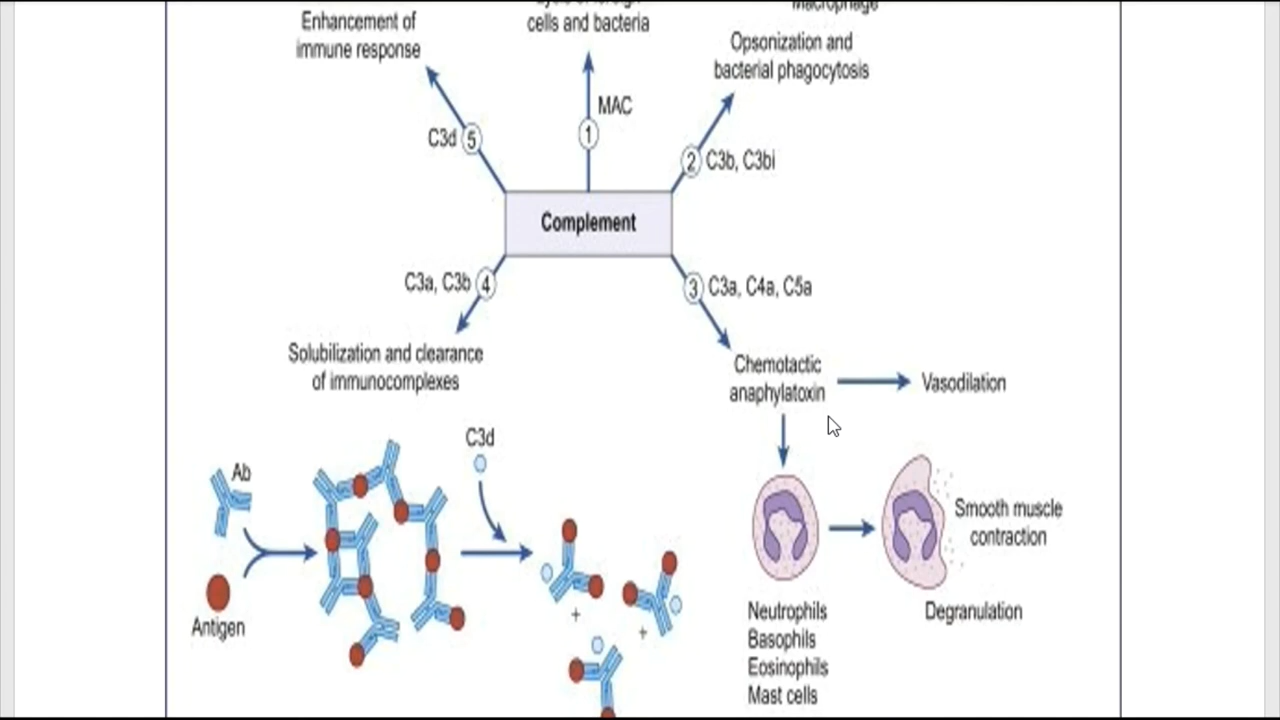 Macrophage
Enhancement of
immune response
cells and bacteria
Opsonization and
bacterial phagocytosis
MAC
C3d 5
1
2 C3b, C3bi
Complement
C3a, C3b 4
3 C3a, C4a, C5a
Solubilization and clearance
of immunocomplexes
Chemotactic
anaphylatoxin
Vasodilation
C3d
Ab
Antigen
Smooth muscle
contraction
Neutrophils
Basophils
Eosinophils
Mast cells
Degranulation